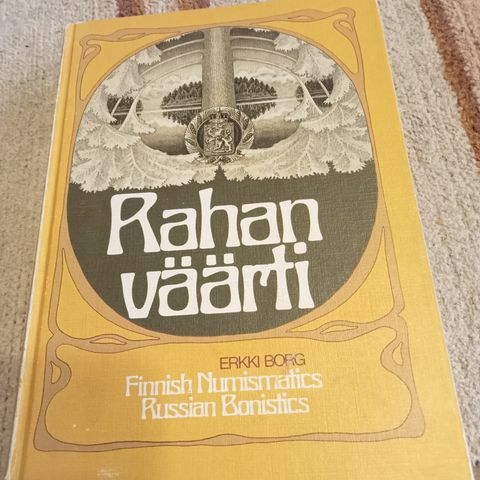 Rahan
väärti
ERKKI BORG
Finnish Numismatics
Russian Bonistics